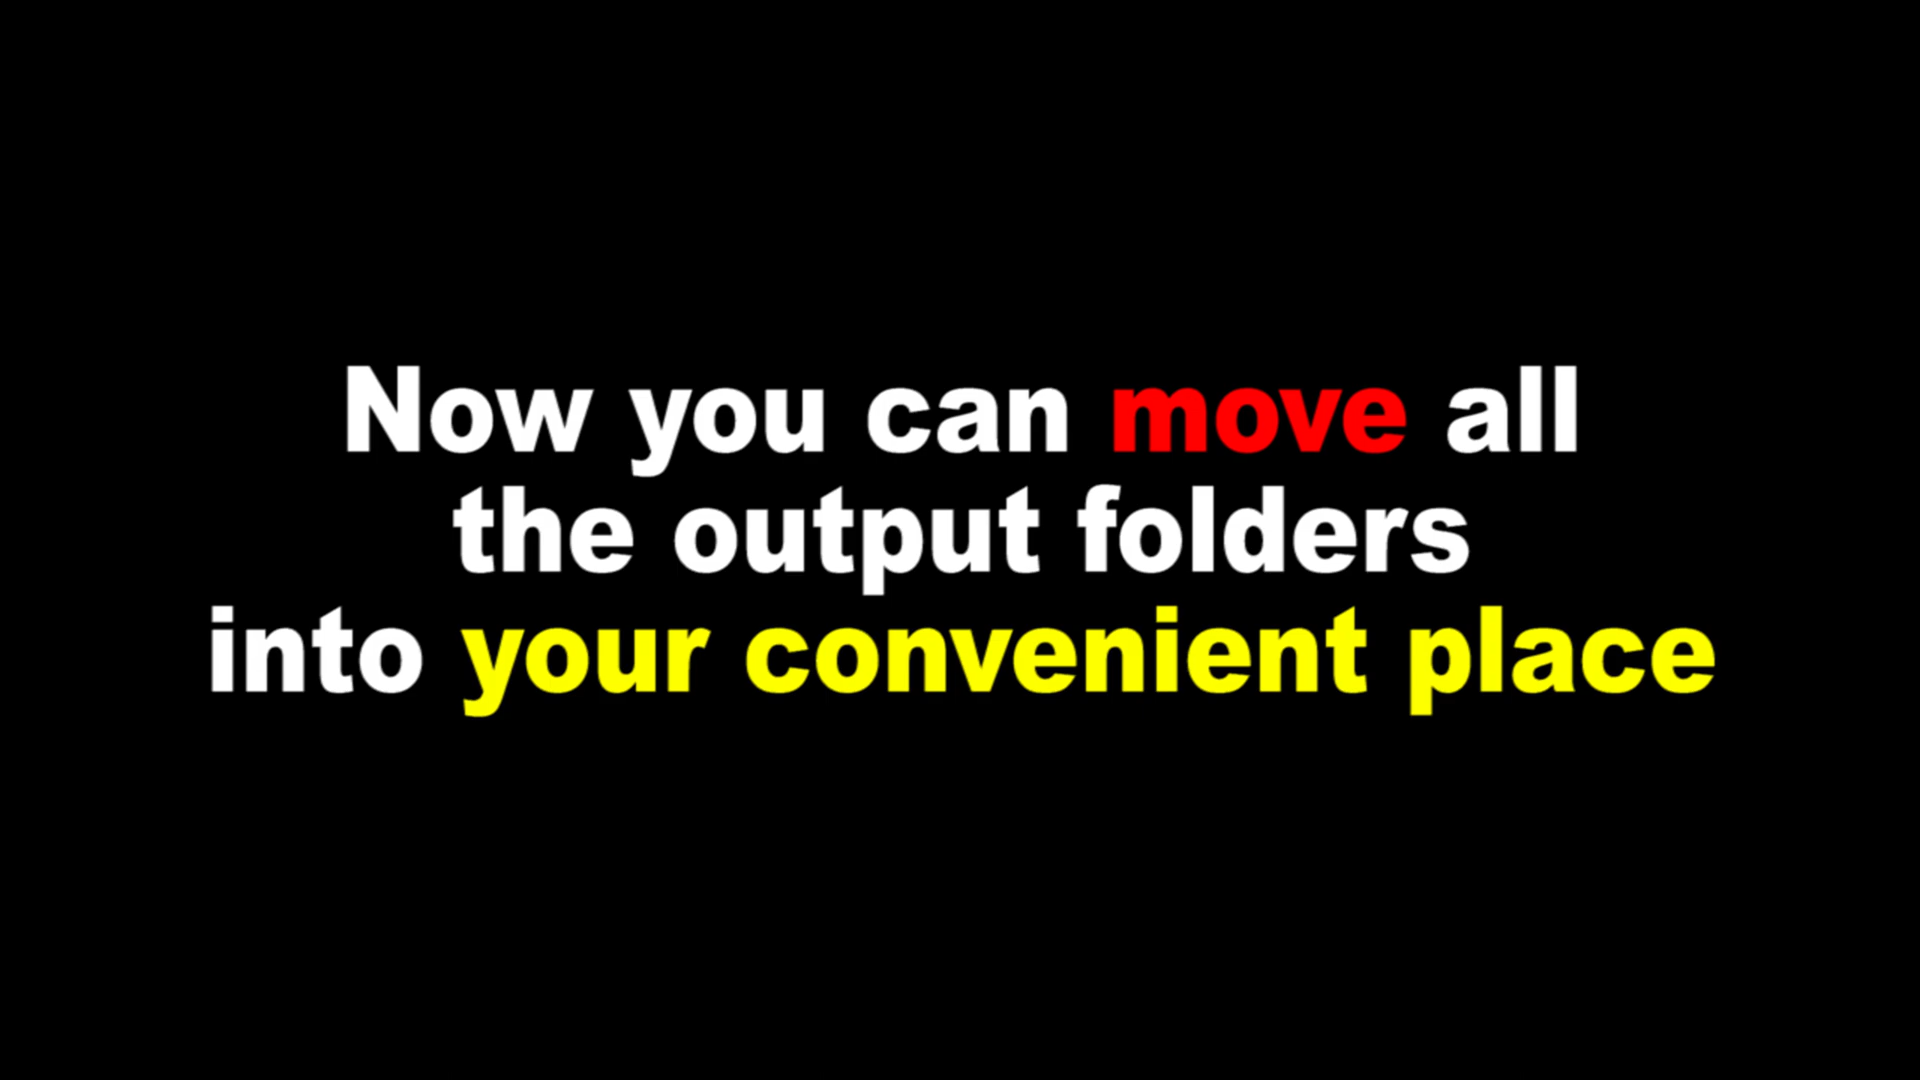 Now you can move all
the output folders
into your convenient place